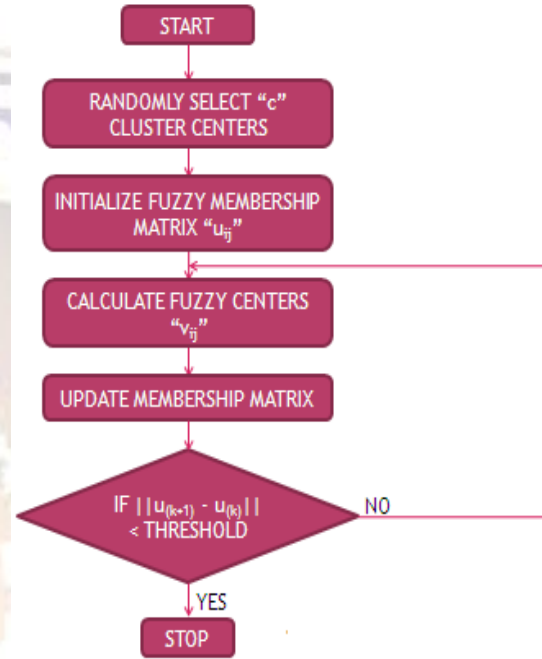 START
RANDOMLY SELECT “c”
CLUSTER CENTERS
INITIALIZE FUZZY MEMBERSHIP
MATRIX “uij”
CALCULATE FUZZY CENTERS
“vij”
UPDATE MEMBERSHIP MATRIX
IF ||u(k+1) - u(k)||
< THRESHOLD
NO
YES
STOP